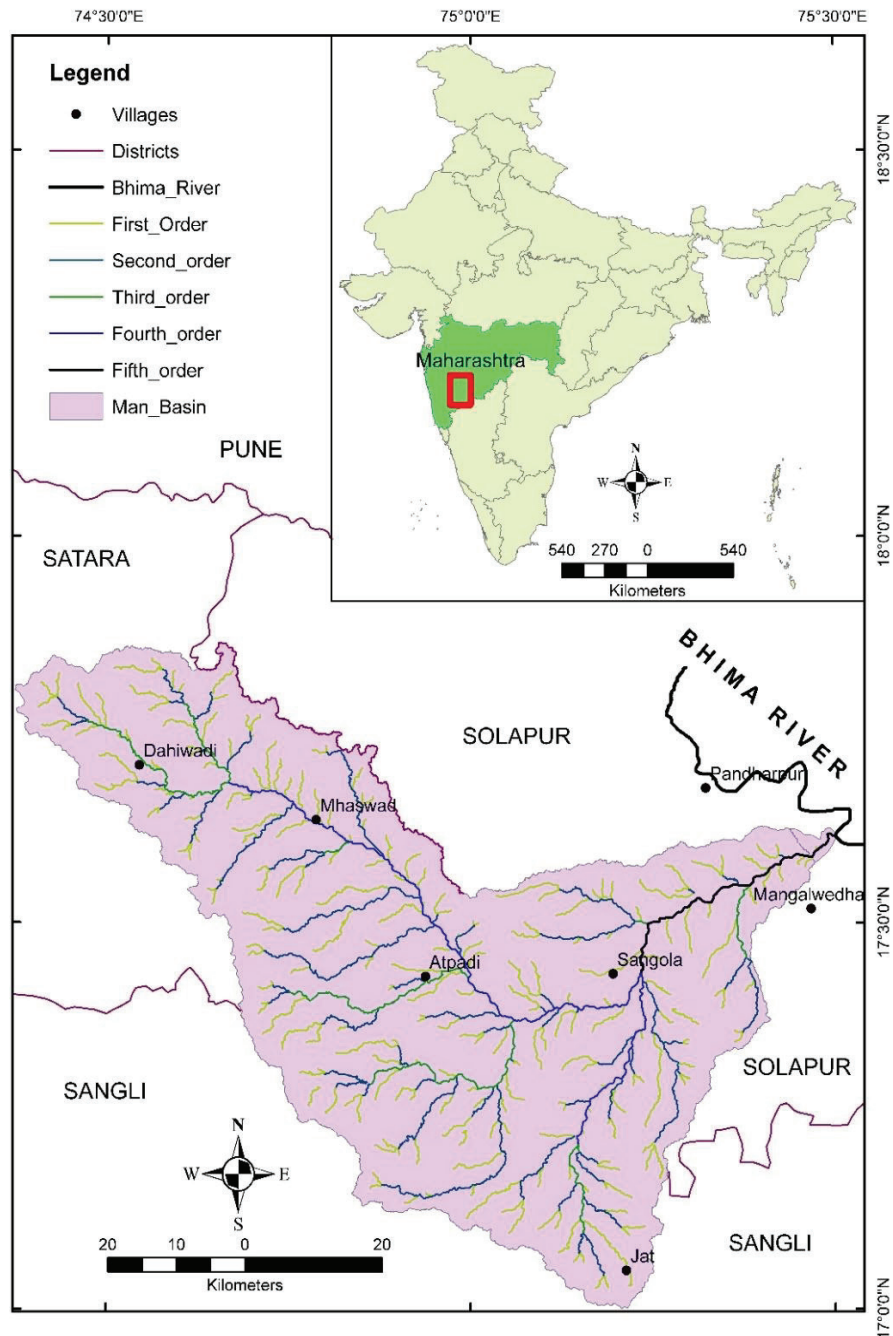 74°30'0"E
75°0'0"E
75°30'0"E
Legend
Villages
Districts
Bhima_River
First_Order
Second_order
Third_order
Fourth_order
Fifth_order
Man_Basin
Maharashtra
N
W E
S
540 270 0 540
Kilometers
18°30'0"N
18°0'0"N
17°30'0"N
17°0'0"N
PUNE
SATARA
SOLAPUR
BHIMA RIVER
Pandharpur
Dahiwadi
Mhaswad
Mangalwedha
Atpadi
Sangola
SANGLI
SOLAPUR
N
W E
S
20 10 0 20
Kilometers
Jat
SANGLI